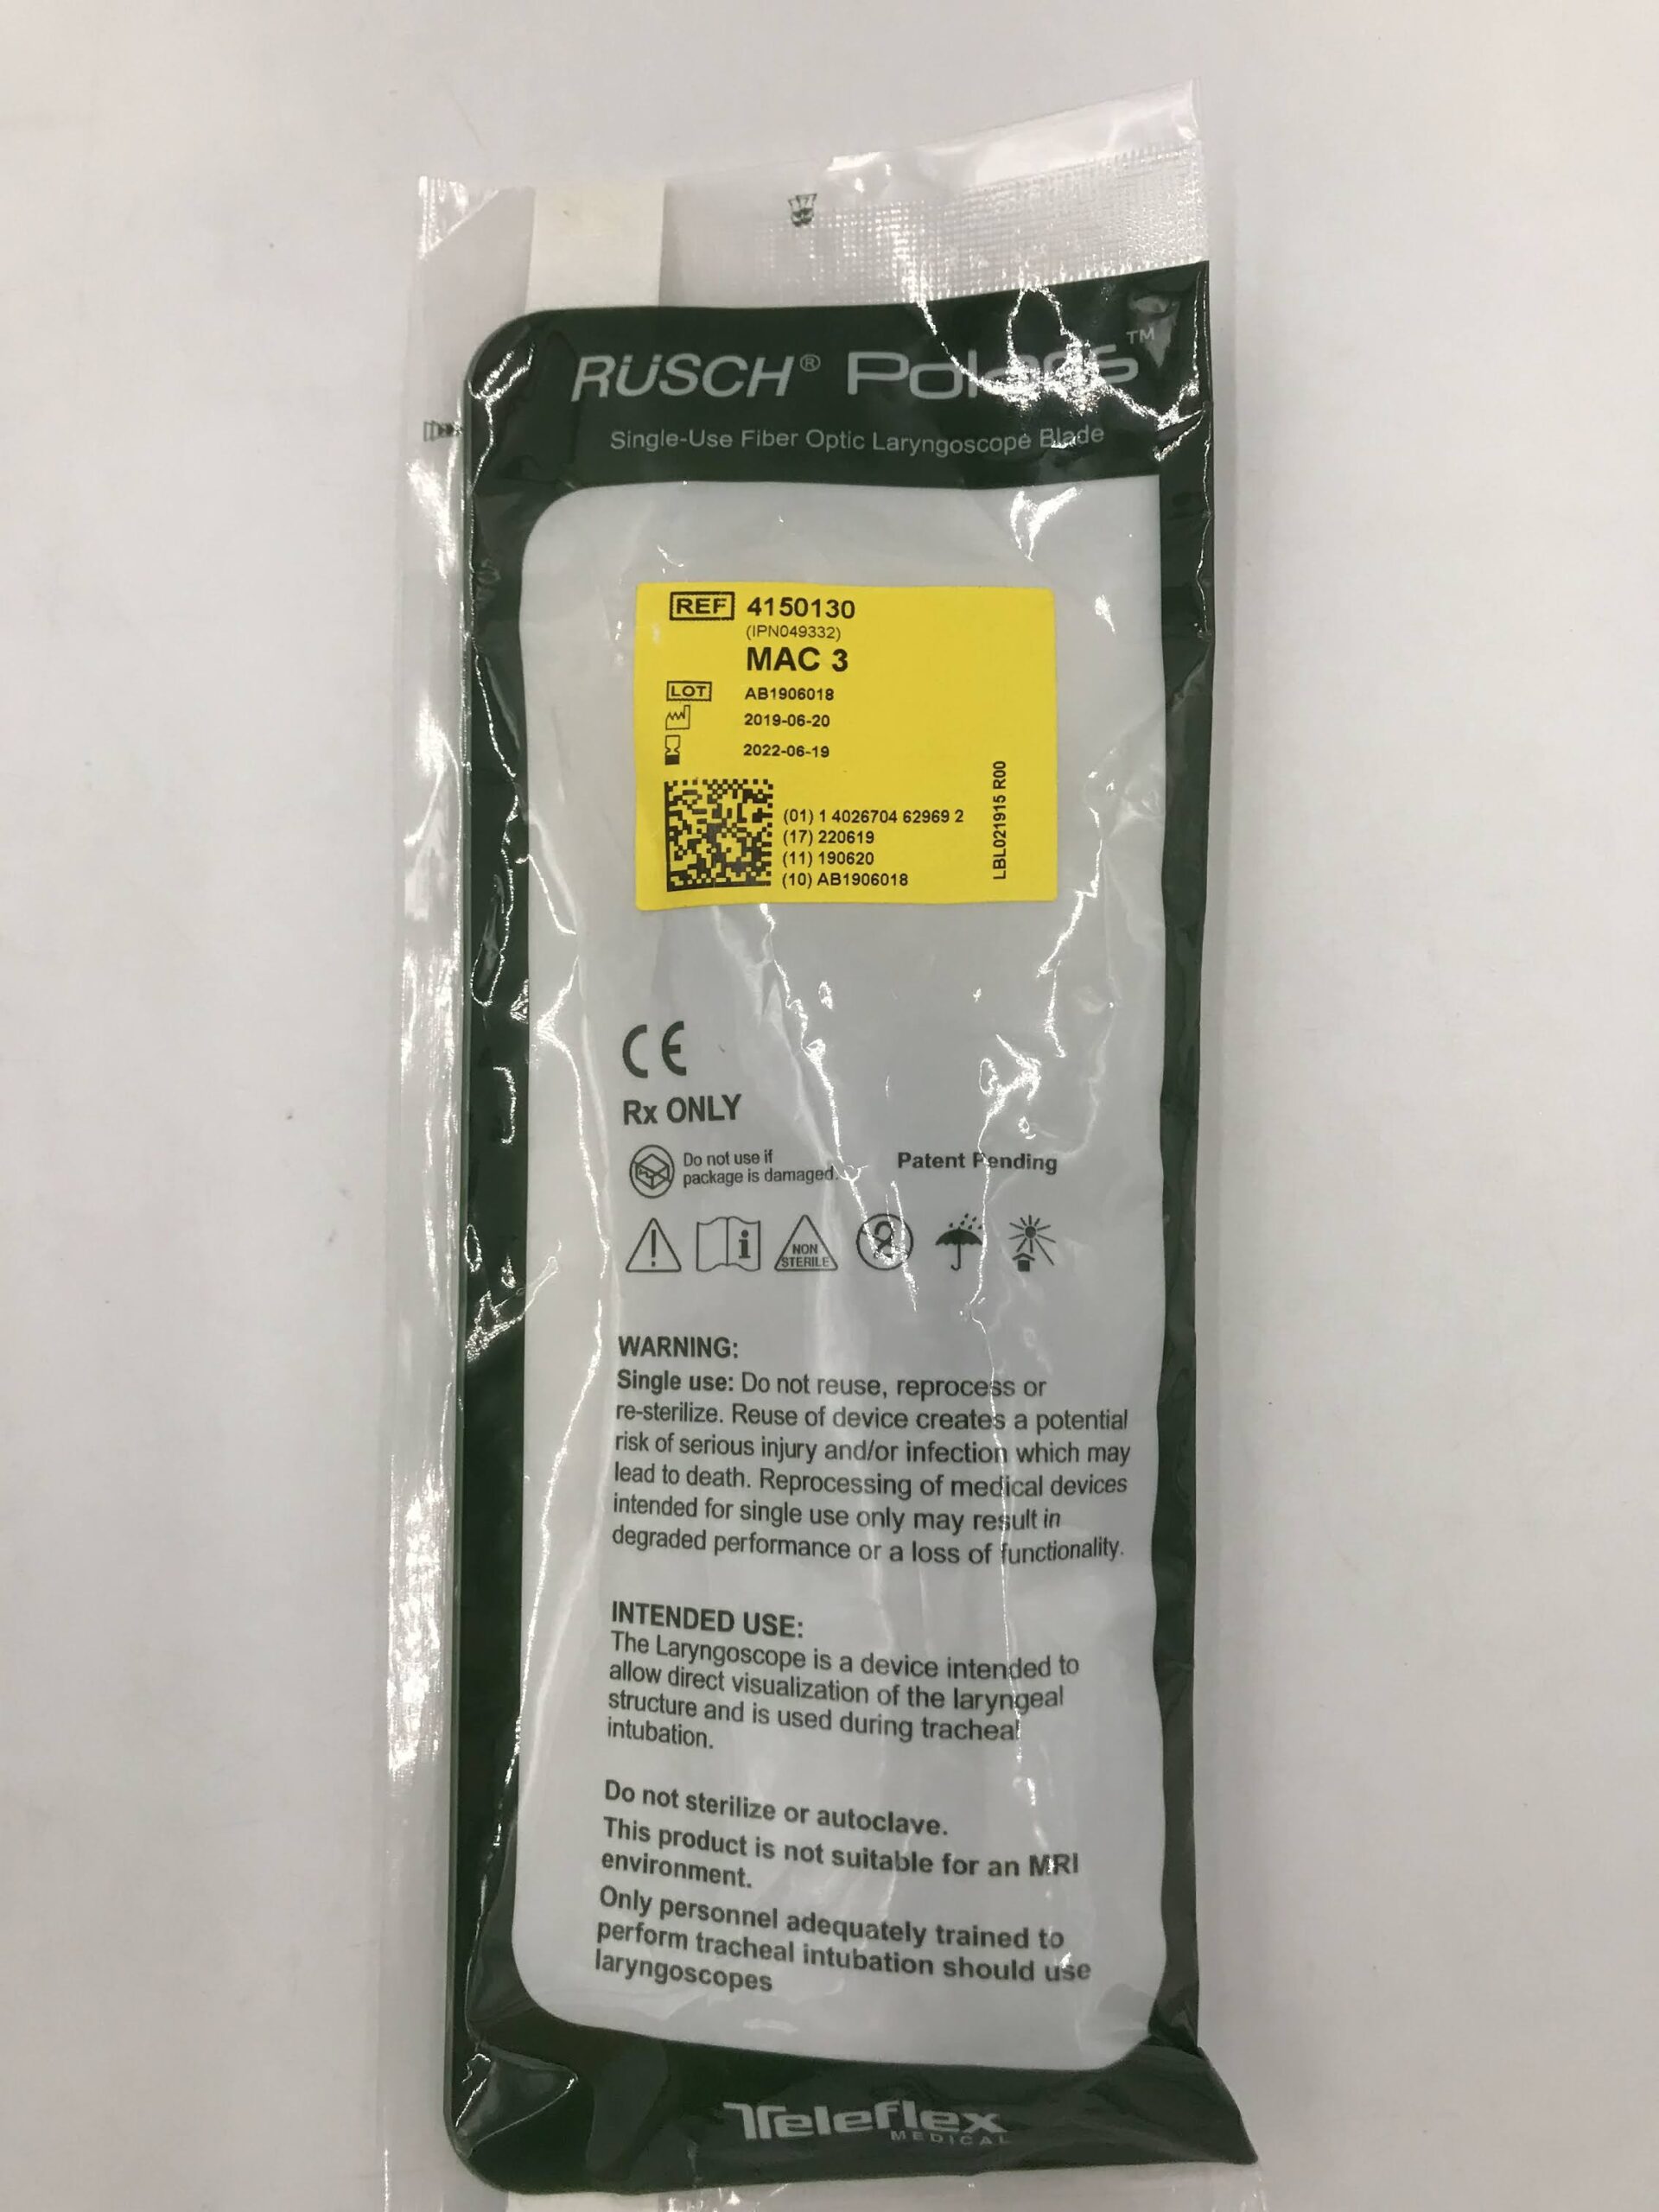 RÜSCH® Polaris™
Single-Use Fiber Optic Laryngoscope Blade
REF 4150130
(IPN049332)
MAC 3
LOT AB1906018
2019-06-20
2022-06-19
(01) 1 4026704 62969 2
(17) 220619
(11) 190620
(10) AB1906018
LBL021915 R00
CE
Rx ONLY
Do not use if
package is damaged.
Patent Pending
i
NON
STERILE
2
WARNING:
Single use: Do not reuse, reprocess or
re-sterilize. Reuse of device creates a potential
risk of serious injury and/or infection which may
lead to death. Reprocessing of medical devices
intended for single use only may result in
degraded performance or a loss of functionality.
INTENDED USE:
The Laryngoscope is a device intended to
allow direct visualization of the laryngeal
structure and is used during tracheal
intubation.
Do not sterilize or autoclave.
This product is not suitable for an MRI
environment.
Only personnel adequately trained to
perform tracheal intubation should use
laryngoscopes
Teleflex
MEDICAL